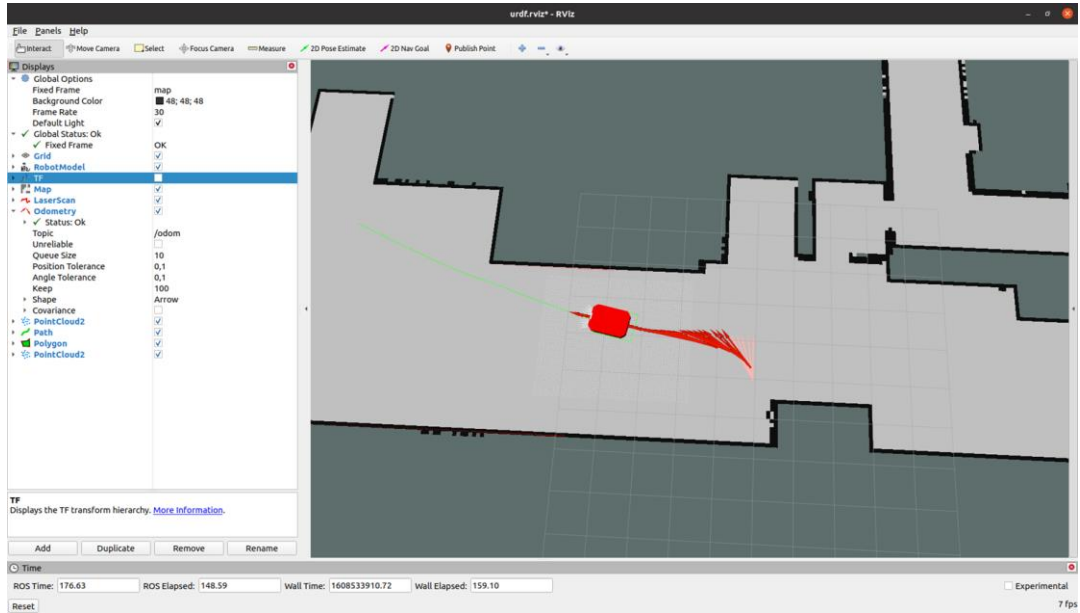 urdf.rviz* - RViz
File Panels Help
Interact Move Camera Select Focus Camera Measure 2D Pose Estimate 2D Nav Goal Publish Point
Displays
Global Options
Fixed Frame map
Background Color 48; 48; 48
Frame Rate 30
Default Light
Global Status: Ok
Fixed Frame OK
Grid
RobotModel
TF
Map
LaserScan
Odometry
Status: Ok
Topic /odom
Unreliable
Queue Size 10
Position Tolerance 0,1
Angle Tolerance 0,1
Keep 100
Shape Arrow
Covariance
PointCloud2
Path
Polygon
PointCloud2
TF
Displays the TF transform hierarchy. More Information.
Add Duplicate Remove Rename
Time
ROS Time: 176.63 ROS Elapsed: 148.59 Wall Time: 1608533910.72 Wall Elapsed: 159.10 Experimental
Reset 7 fps